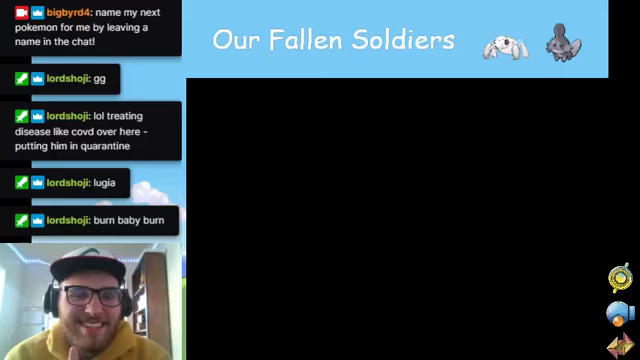 bigbyrd4: name my next
pokemon for me by leaving a
name in the chat!
lordshoji: gg
lordshoji: lol treating
disease like covd over here -
putting him in quarantine
lordshoji: lugia
lordshoji: burn baby burn
Our Fallen Soldiers